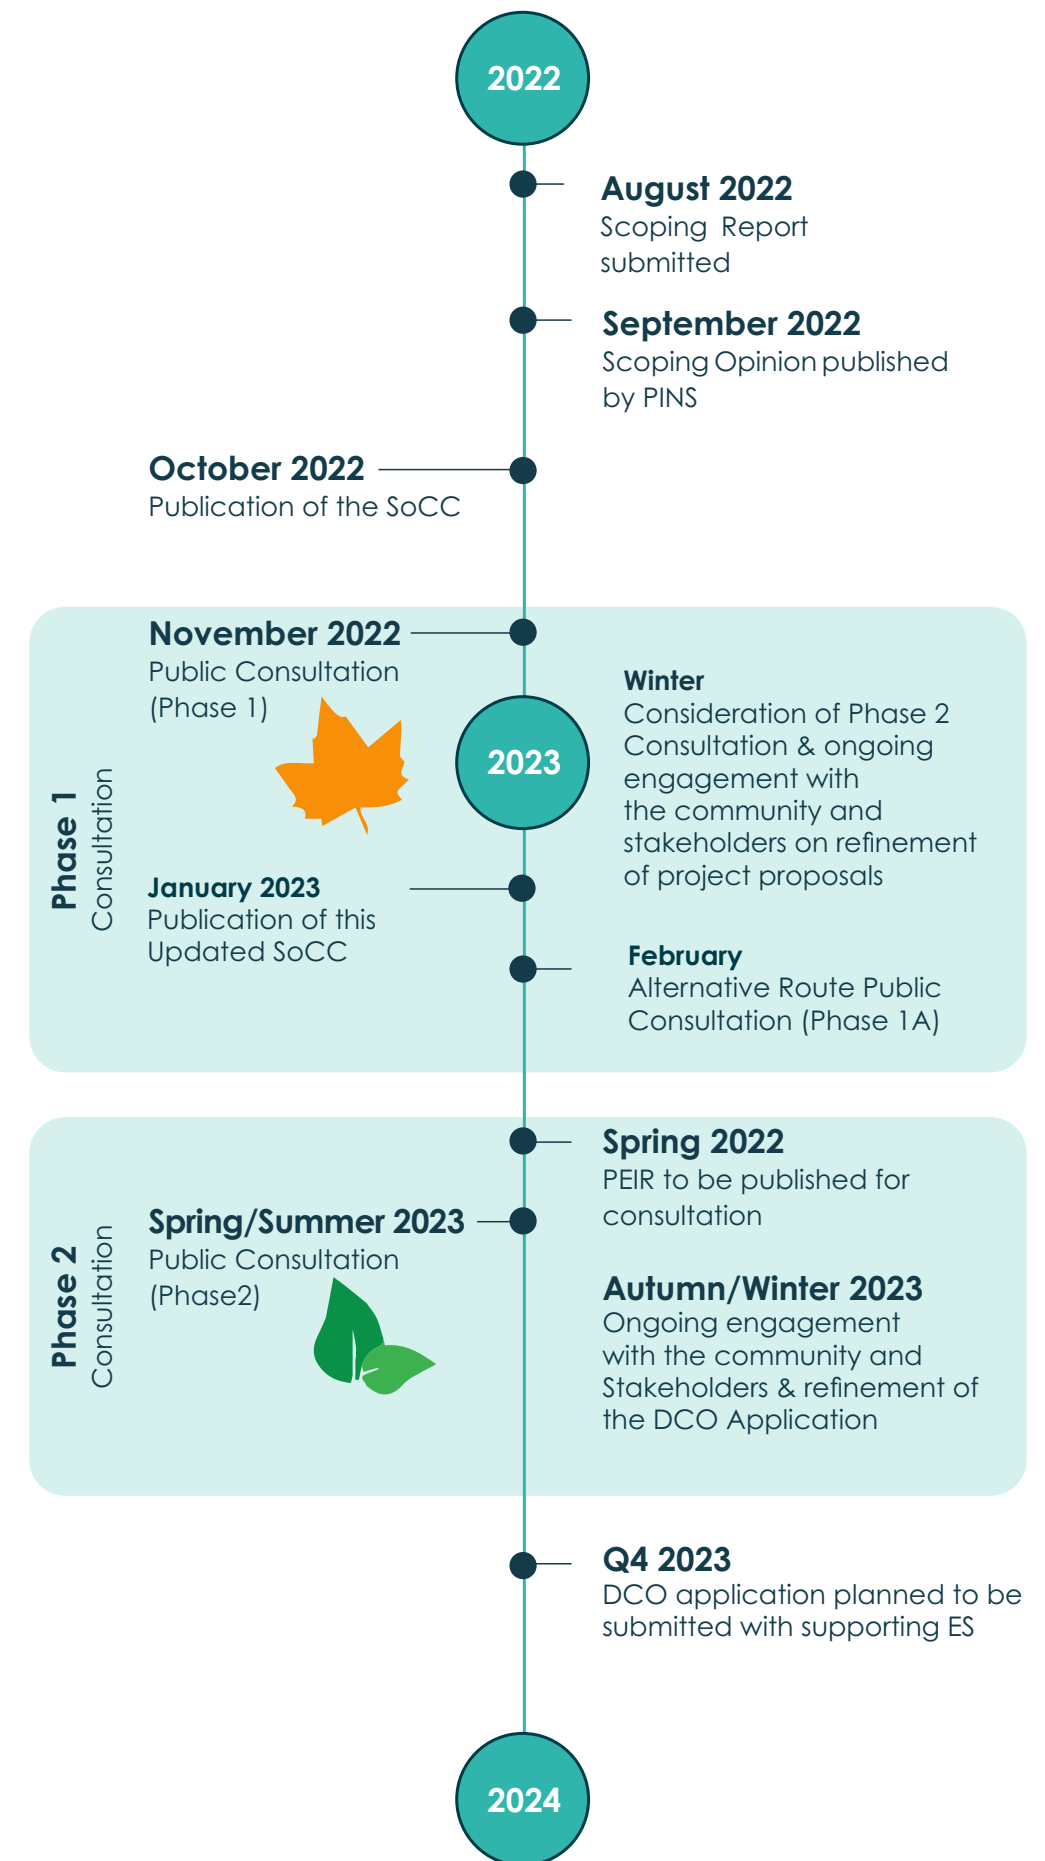 2022
August 2022
Scoping Report
submitted
September 2022
Scoping Opinion published
by PINS
October 2022
Publication of the SoCC
Phase 1
Consultation
November 2022
Public Consultation
(Phase 1)
2023
Winter
Consideration of Phase 2
Consultation & ongoing
engagement with
the community and
stakeholders on refinement
of project proposals
January 2023
Publication of this
Updated SoCC
February
Alternative Route Public
Consultation (Phase 1A)
Phase 2
Consultation
Spring 2022
PEIR to be published for
consultation
Spring/Summer 2023
Public Consultation
(Phase2)
Autumn/Winter 2023
Ongoing engagement
with the community and
Stakeholders & refinement of
the DCO Application
Q4 2023
DCO application planned to be
submitted with supporting ES
2024